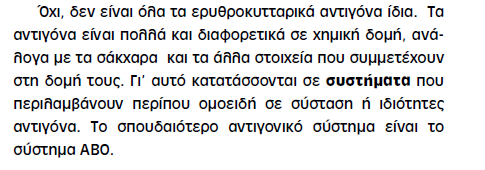 Όχι, δεν είναι όλα τα ερυθροκυτταρικά αντιγόνα ίδια. Τα
αντιγόνα είναι πολλά και διαφορετικά σε χημική δομή, ανά-
λογα με τα σάκχαρα και τα άλλα στοιχεία που συμμετέχουν
στη δομή τους. Γι' αυτό κατατάσσονται σε συστήματα που
περιλαμβάνουν περίπου ομοειδή σε σύσταση ή ιδιότητες
αντιγόνα. Το σπουδαιότερο αντιγονικό σύστημα είναι το
σύστημα ΑΒΟ.